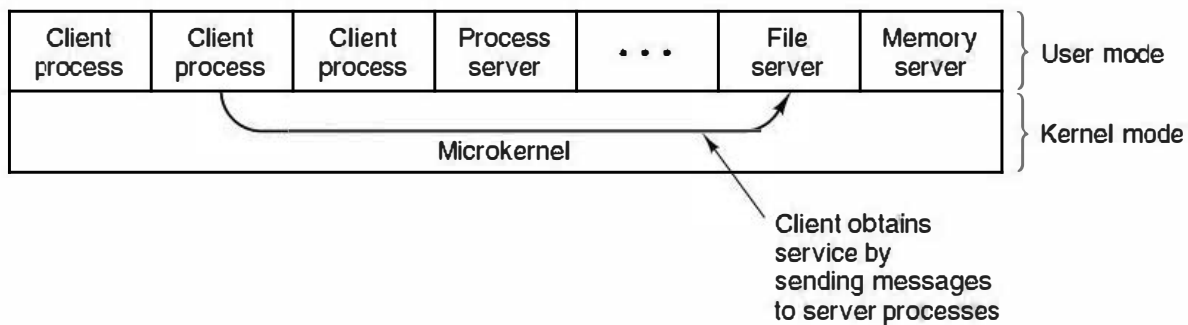 Client process
Client process
Client process
Process server
• • •
File server
Memory server
User mode
Microkernel
Kernel mode
Client obtains
service by
sending messages
to server processes